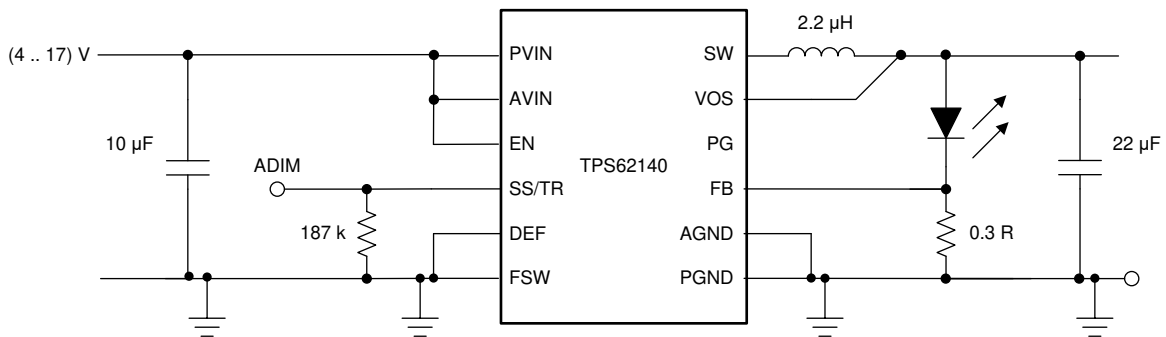 2.2 µH
(4 .. 17) V
PVIN
SW
AVIN
VOS
10 µF
EN
PG
22 µF
ADIM
TPS62140
SS/TR
FB
187 k
DEF
AGND
0.3 R
FSW
PGND